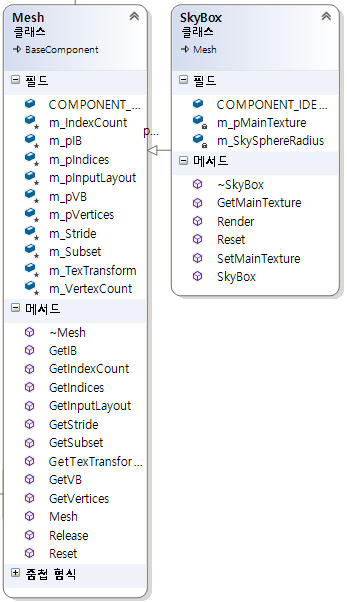 Mesh
클래스
BaseComponent
필드
COMPONENT_...
m_IndexCount
m_pIB
m_pIndices
m_pInputLayout
m_pVB
m_pVertices
m_Stride
m_Subset
m_TexTransform
m_VertexCount
메서드
~Mesh
GetIB
GetIndexCount
GetIndices
GetInputLayout
GetStride
GetSubset
GetTexTransfor...
GetVB
GetVertices
Mesh
Release
Reset
중첩 형식
p...
SkyBox
클래스
Mesh
필드
COMPONENT_IDE...
m_pMainTexture
m_SkySphereRadius
메서드
~SkyBox
GetMainTexture
Render
Reset
SetMainTexture
SkyBox